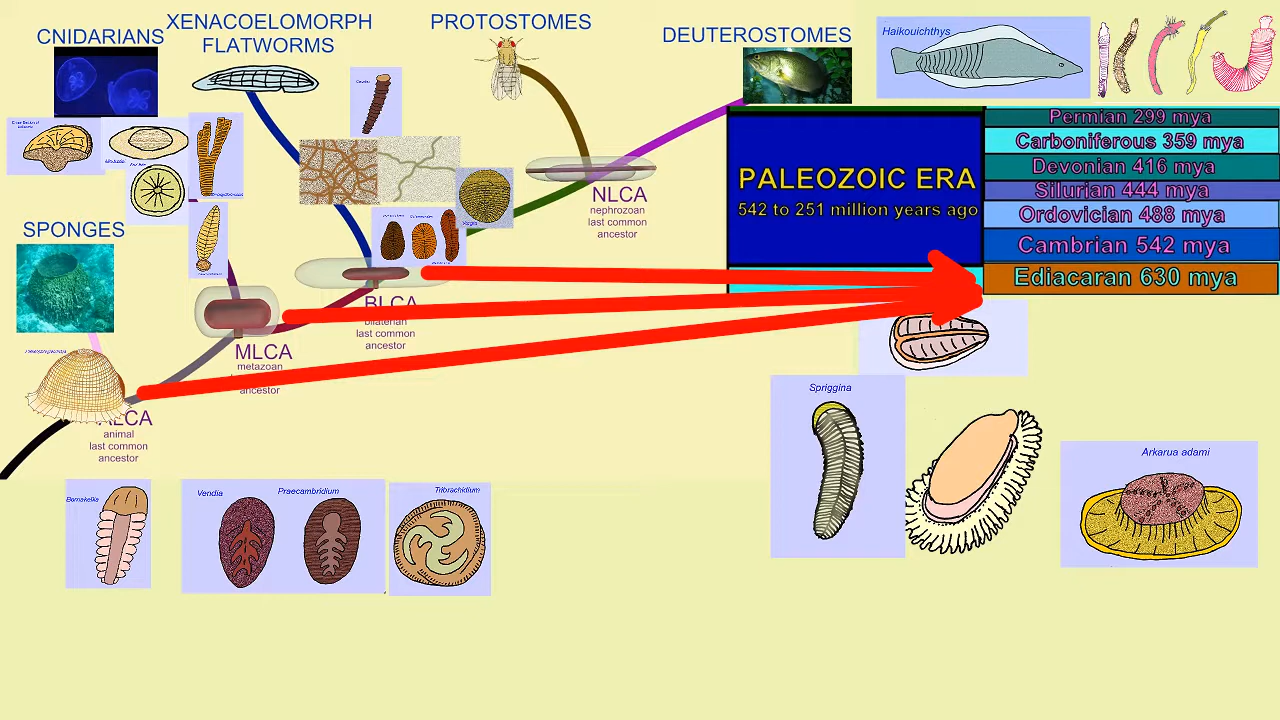 CNIDARIANS
XENACOELOMORPH
FLATWORMS
PROTOSTOMES
DEUTEROSTOMES
Haikouichthys
Permian 299 mya
Carboniferous 359 mya
Devonian 416 mya
Silurian 444 mya
Ordovician 488 mya
Cambrian 542 mya
Ediacaran 630 mya
PALEOZOIC ERA
542 to 251 million years ago
NLCA
nephrozoan
last common
ancestor
SPONGES
BLCA
bilaterian
last common
ancestor
MLCA
metazoan
ancestor
animal
last common
ancestor
Spriggina
Arkarua adami
Bomakellia
Vendia
Praecambridium
Tribrachidium